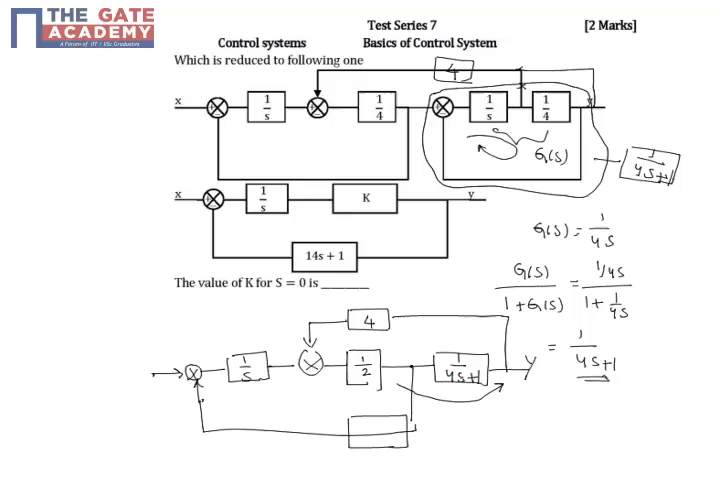 THE GATE
ACADEMY
A Forum of IIT / IISc Graduates
Test Series 7 [2 Marks]
Control systems Basics of Control System
Which is reduced to following one
4
x 1/s 1/4 1/s 1/4 y
G(S)
1/4S+1
x 1/s K y
G(S) = 1/4S
14s + 1
The value of K for S = 0 is ________
G(S)/1+G(S) = 1/4S/1+1/4S
4
= 1/4S+1
1/S 1/2 1/4S+1 y